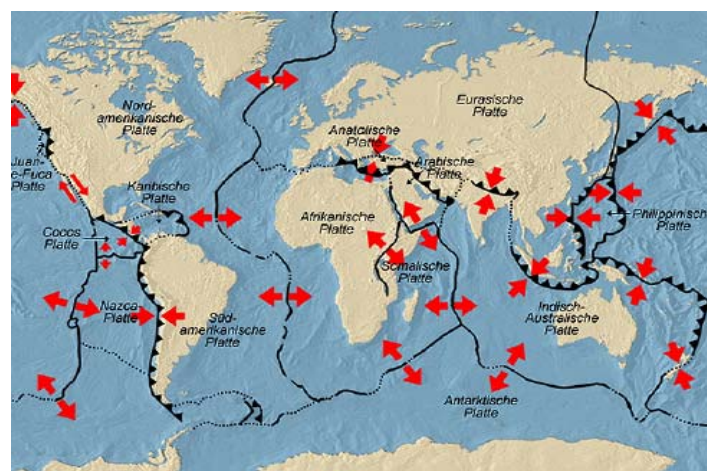 Nord-
amerikanische
Platte
Eurasische
Platte
Anatolische
Platte
Arabische
Platte
Juan-
e-Fuca
Platte
Karibische
Platte
Cocos
Platte
Afrikanische
Platte
Philippinische
Platte
Somalische
Platte
Nazca-
Platte
Süd-
amerikanische
Platte
Indisch-
Australische
Platte
Antarktische
Platte